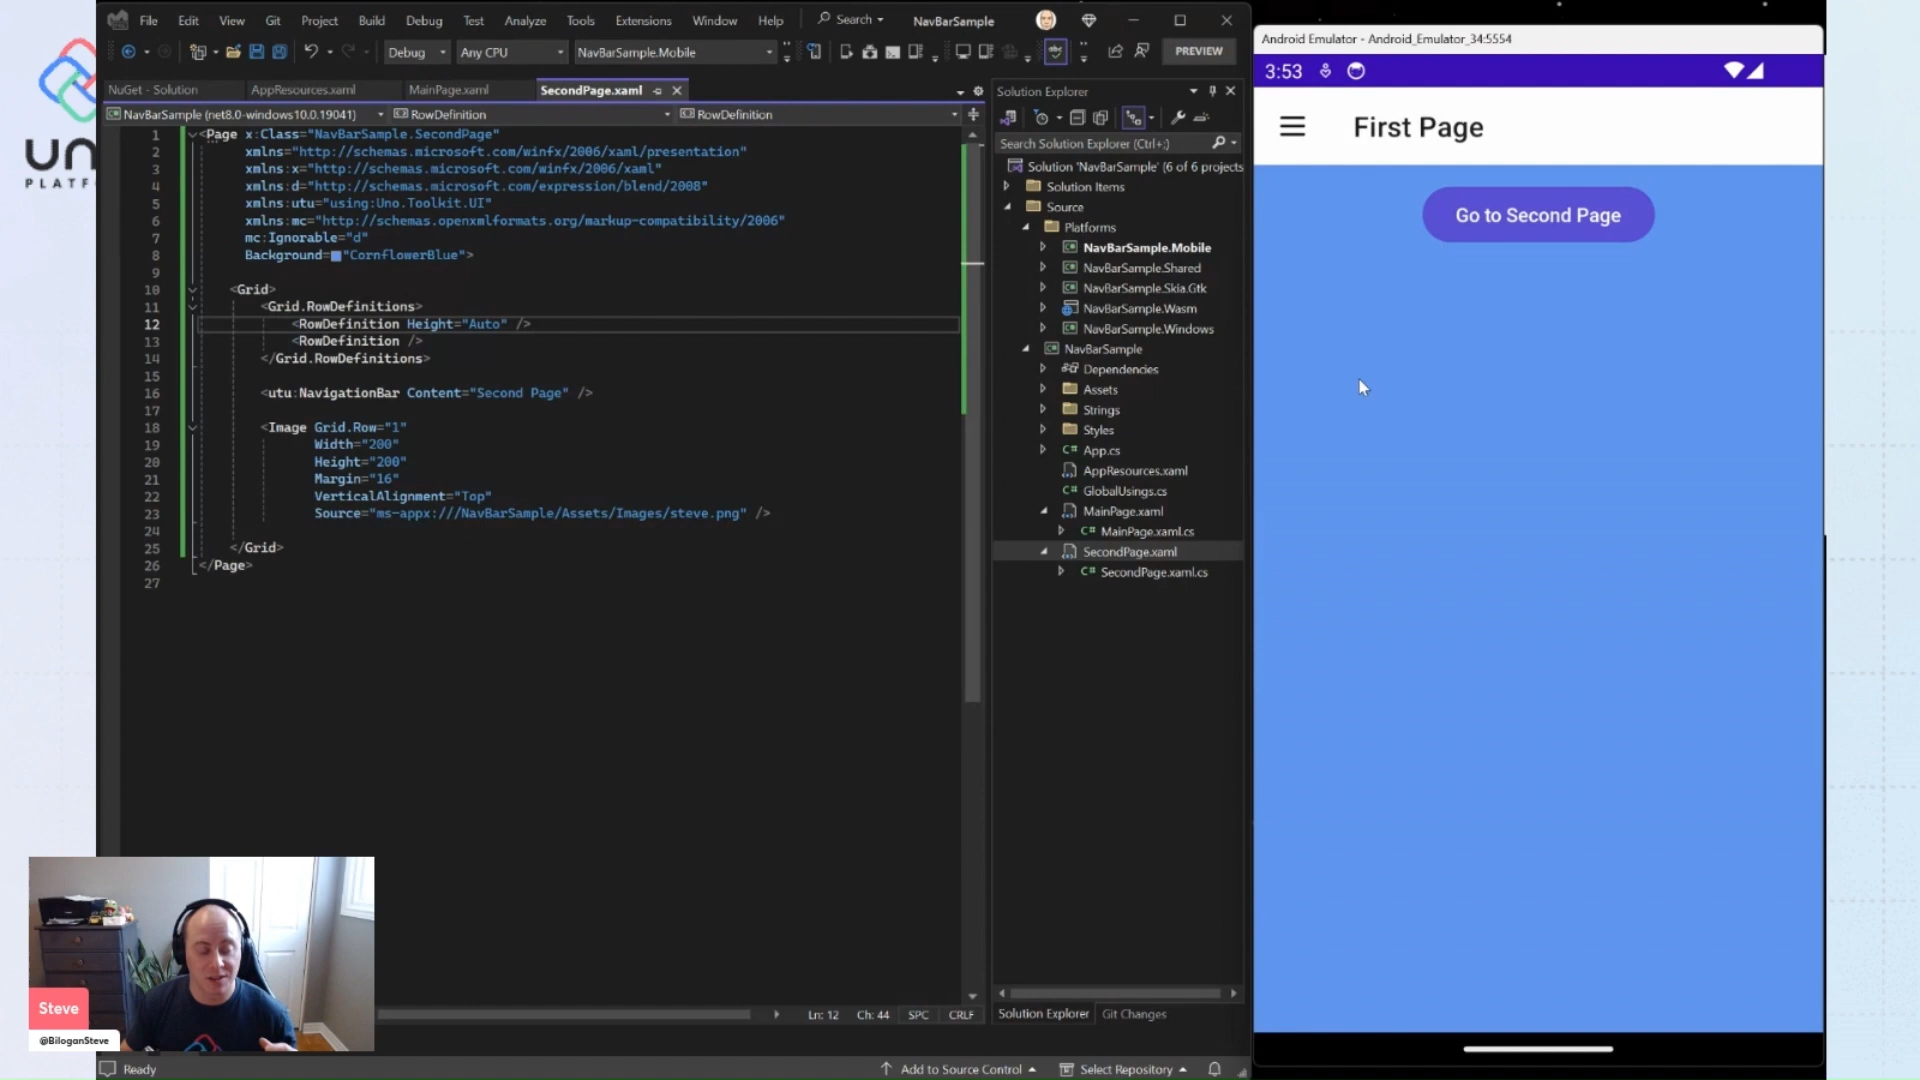 File Edit View Git Project Build Debug Test Analyze Tools Extensions Window Help Search NavBarSample
Debug Any CPU NavBarSample.Mobile PREVIEW
NuGet - Solution AppResources.xaml MainPage.xaml SecondPage.xaml
NavBarSample (net8.0-windows10.0.19041) RowDefinition RowDefinition
1 <Page x:Class="NavBarSample.SecondPage"
2 xmlns="http://schemas.microsoft.com/winfx/2006/xaml/presentation"
3 xmlns:x="http://schemas.microsoft.com/winfx/2006/xaml"
4 xmlns:d="http://schemas.microsoft.com/expression/blend/2008"
5 xmlns:utu="using:Uno.Toolkit.UI"
6 xmlns:mc="http://schemas.openxmlformats.org/markup-compatibility/2006"
7 mc:Ignorable="d"
8 Background="CornflowerBlue">
9
10 <Grid>
11 <Grid.RowDefinitions>
12 <RowDefinition Height="Auto" />
13 <RowDefinition />
14 </Grid.RowDefinitions>
15
16 <utu:NavigationBar Content="Second Page" />
17
18 <Image Grid.Row="1"
19 Width="200"
20 Height="200"
21 Margin="16"
22 VerticalAlignment="Top"
23 Source="ms-appx:///NavBarSample/Assets/Images/steve.png" />
24
25 </Grid>
26 </Page>
27
Ln: 12 Ch: 44 SPC CRLF
Solution Explorer
Search Solution Explorer (Ctrl+;)
Solution 'NavBarSample' (6 of 6 projects
Solution Items
Source
Platforms
NavBarSample.Mobile
NavBarSample.Shared
NavBarSample.Skia.Gtk
NavBarSample.Wasm
NavBarSample.Windows
NavBarSample
Dependencies
Assets
Strings
Styles
C# App.cs
AppResources.xaml
C# GlobalUsings.cs
MainPage.xaml
C# MainPage.xaml.cs
SecondPage.xaml
C# SecondPage.xaml.cs
Solution Explorer Git Changes
Ready Add to Source Control Select Repository
Android Emulator - Android_Emulator_34:5554
3:53
First Page
Go to Second Page
UN
PLATF
Steve
@BiloganSteve